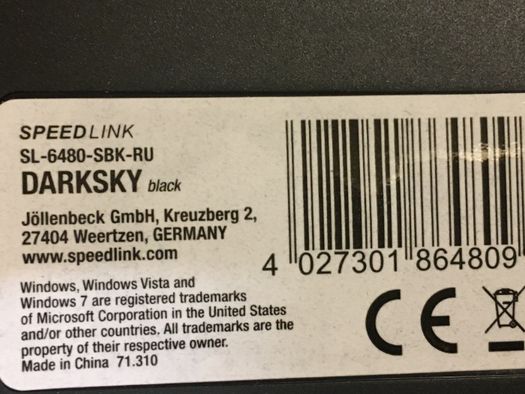 SPEEDLINK
SL-6480-SBK-RU
DARKSKY black
Jöllenbeck GmbH, Kreuzberg 2,
27404 Weertzen, GERMANY
www.speedlink.com
4 027301 864809
Windows, Windows Vista and
Windows 7 are registered trademarks
of Microsoft Corporation in the United States
and/or other countries. All trademarks are the
property of their respective owner.
Made in China 71.310
CE